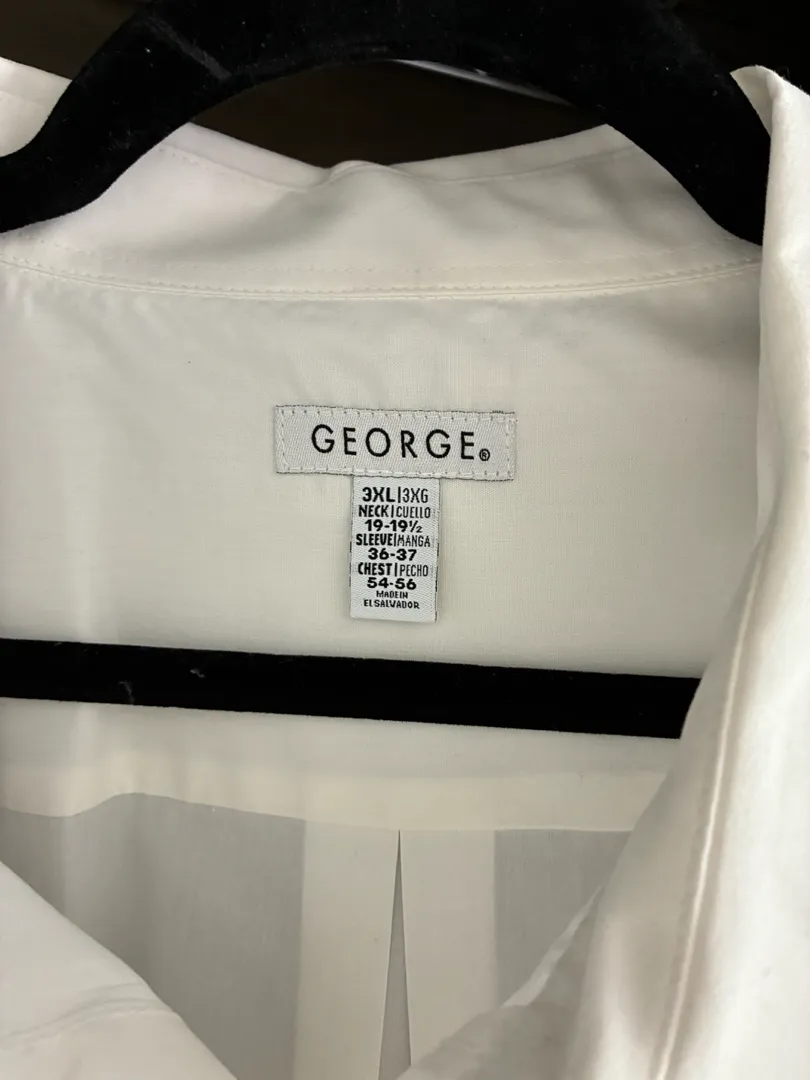 GEORGE®
3XL|3XG
NECK|CUELLO
19-19½
SLEEVE|MANGA
36-37
CHEST|PECHO
54-56
MADE IN
EL SALVADOR